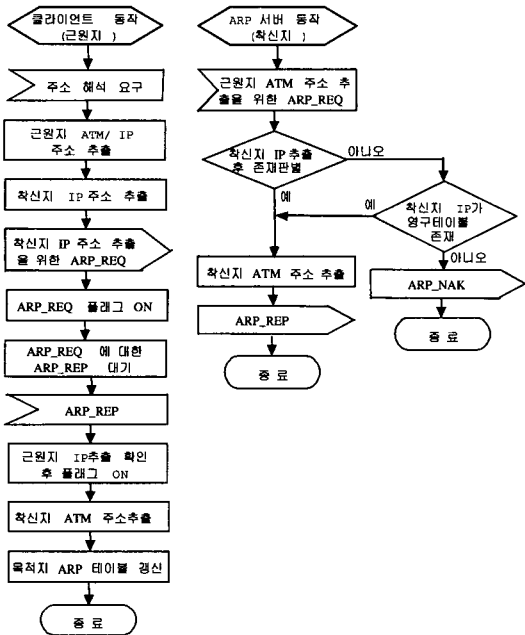 클라이언트 동작
(근원지 )
주소 해석 요구
근원지 ATM/ IP
주소 추출
착신지 IP 주소 추출
착신지 IP 주소 추출
을 위한 ARP_REQ
ARP_REQ 플래그 ON
ARP_REQ 에 대한
ARP_REP 대기
ARP_REP
근원지 IP추출 확인
후 플래그 ON
착신지 ATM 주소추출
목적지 ARP 테이블 갱신
종 료
ARP 서버 동작
(착신지 )
근원지 ATM 주소 추
출을 위한 ARP_REQ
착신지 IP 추출
후 존재판별
아니오
예
착신지 IP가
영구테이블
존재
예
아니오
착신지 ATM 주소 추출
ARP_REP
종 료
ARP_NAK
종 료